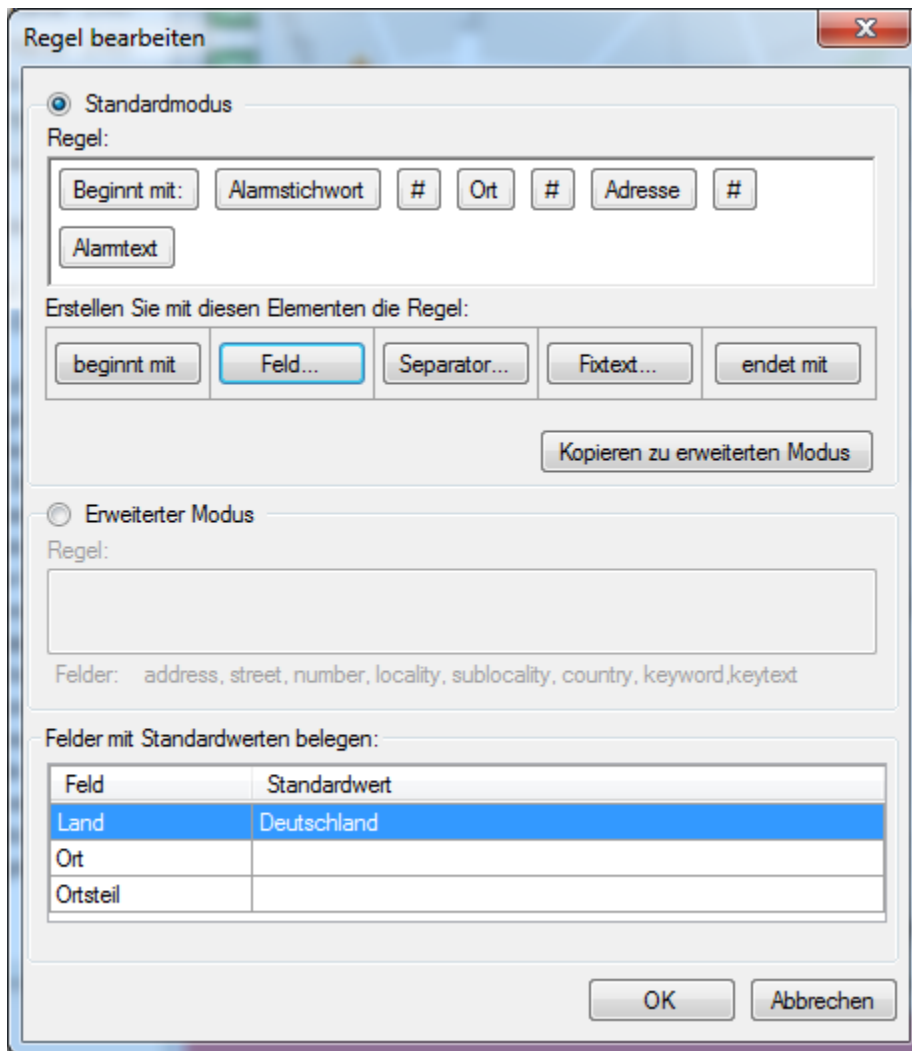 Regel bearbeiten
Standardmodus
Regel:
Beginnt mit: Alarmstichwort # Ort # Adresse #
Alarmtext
Erstellen Sie mit diesen Elementen die Regel:
beginnt mit Feld... Separator... Fixtext... endet mit
Kopieren zu erweiterten Modus
Erweiterter Modus
Regel:
Felder: address, street, number, locality, sublocality, country, keyword,keytext
Felder mit Standardwerten belegen:
Feld Standardwert
Land Deutschland
Ort
Ortsteil
OK Abbrechen